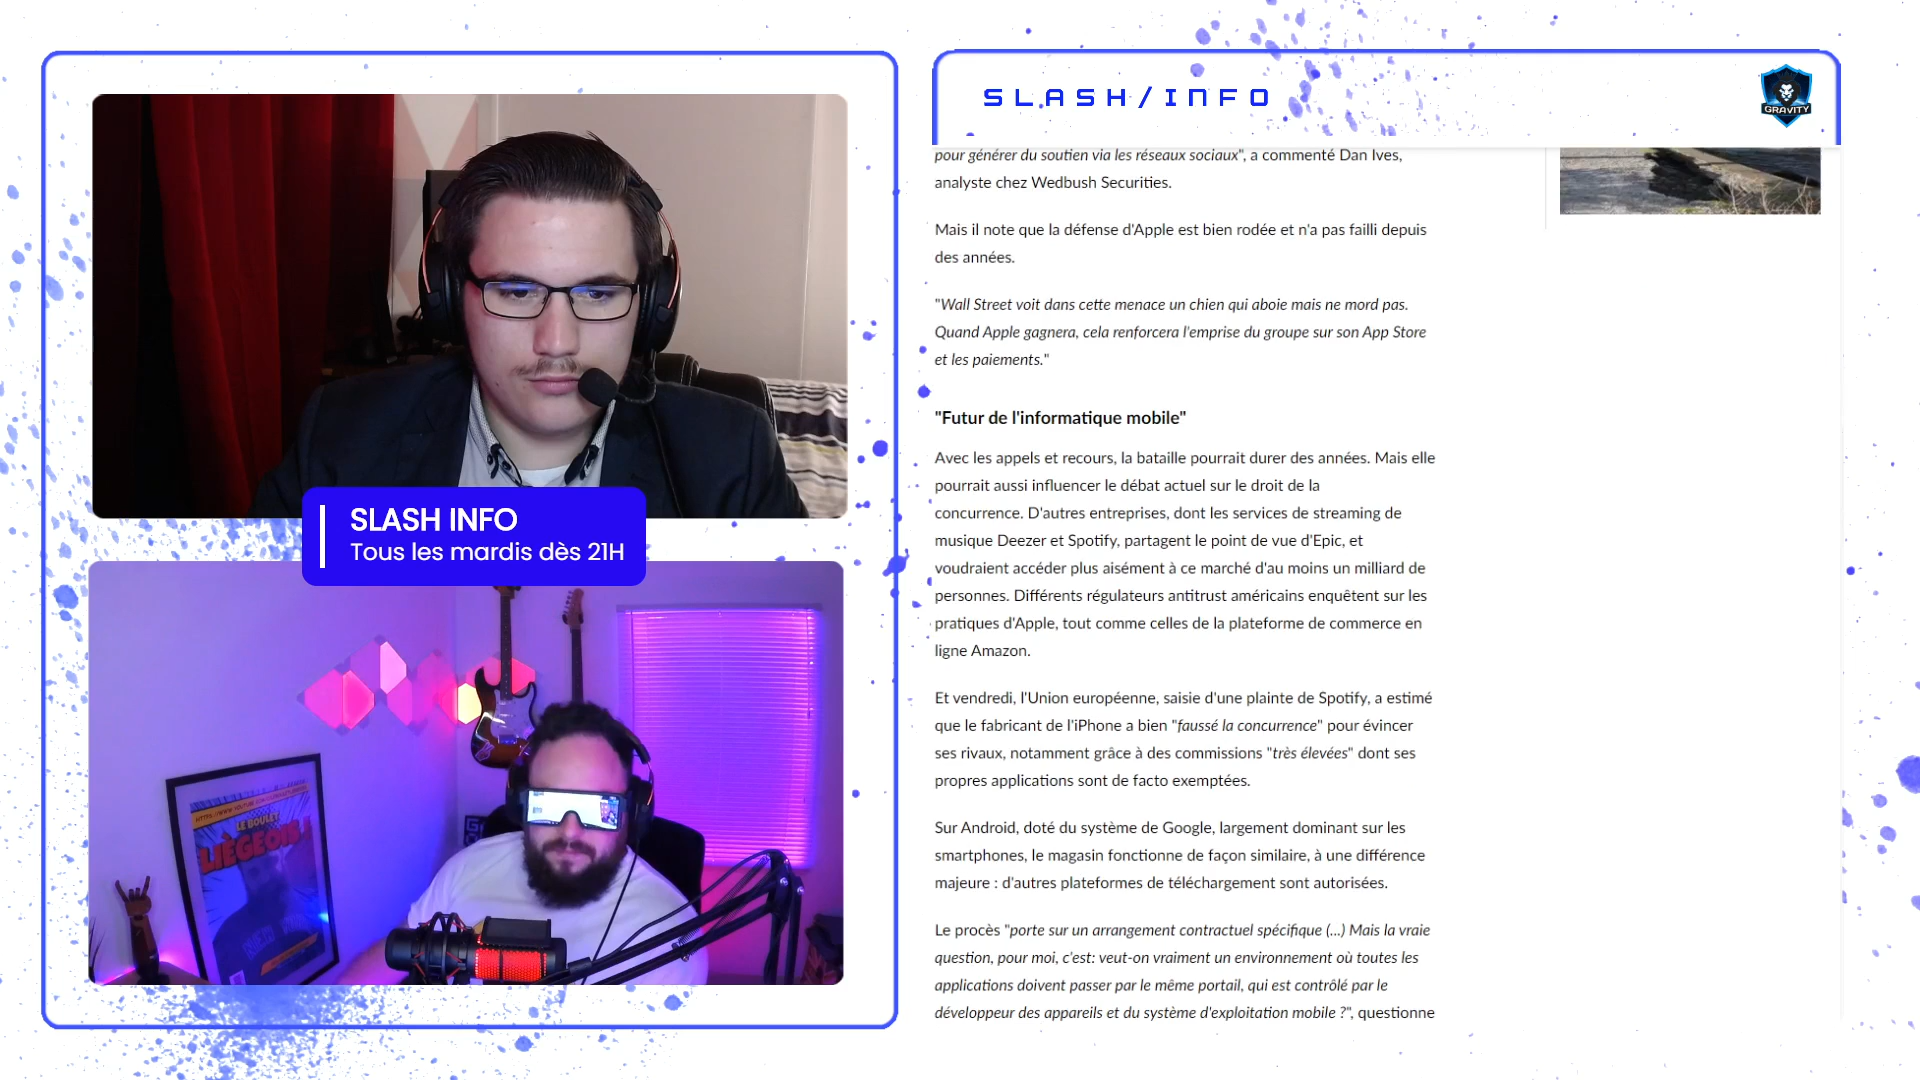 SLASH/INFO
GRAVITY
pour générer du soutien via les réseaux sociaux", a commenté Dan Ives,
analyste chez Wedbush Securities.
Mais il note que la défense d'Apple est bien rodée et n'a pas failli depuis
des années.
"Wall Street voit dans cette menace un chien qui aboie mais ne mord pas.
Quand Apple gagnera, cela renforcera l'emprise du groupe sur son App Store
et les paiements."
"Futur de l'informatique mobile"
Avec les appels et recours, la bataille pourrait durer des années. Mais elle
pourrait aussi influencer le débat actuel sur le droit de la
concurrence. D'autres entreprises, dont les services de streaming de
musique Deezer et Spotify, partagent le point de vue d'Epic, et
voudraient accéder plus aisément à ce marché d'au moins un milliard de
personnes. Différents régulateurs antitrust américains enquêtent sur les
pratiques d'Apple, tout comme celles de la plateforme de commerce en
ligne Amazon.
Et vendredi, l'Union européenne, saisie d'une plainte de Spotify, a estimé
que le fabricant de l'iPhone a bien "faussé la concurrence" pour évincer
ses rivaux, notamment grâce à des commissions "très élevées" dont ses
propres applications sont de facto exemptées.
Sur Android, doté du système de Google, largement dominant sur les
smartphones, le magasin fonctionne de façon similaire, à une différence
majeure : d'autres plateformes de téléchargement sont autorisées.
Le procès "porte sur un arrangement contractuel spécifique (...) Mais la vraie
question, pour moi, c'est: veut-on vraiment un environnement où toutes les
applications doivent passer par le même portail, qui est contrôlé par le
développeur des appareils et du système d'exploitation mobile ?", questionne
SLASH INFO
Tous les mardis dès 21H
LE BOULET
LIÉGEOIS !